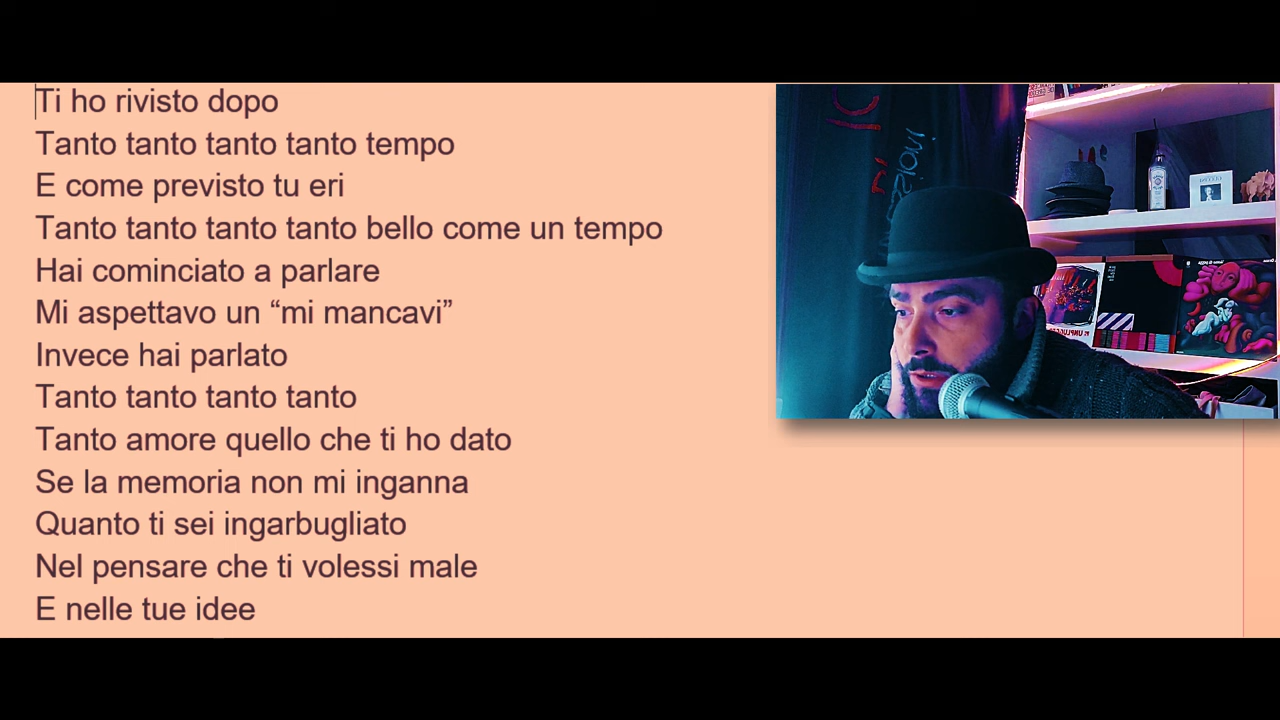 Ti ho rivisto dopo
Tanto tanto tanto tanto tempo
E come previsto tu eri
Tanto tanto tanto tanto bello come un tempo
Hai cominciato a parlare
Mi aspettavo un “mi mancavi”
Invece hai parlato
Tanto tanto tanto tanto
Tanto amore quello che ti ho dato
Se la memoria non mi inganna
Quanto ti sei ingarbugliato
Nel pensare che ti volessi male
E nelle tue idee